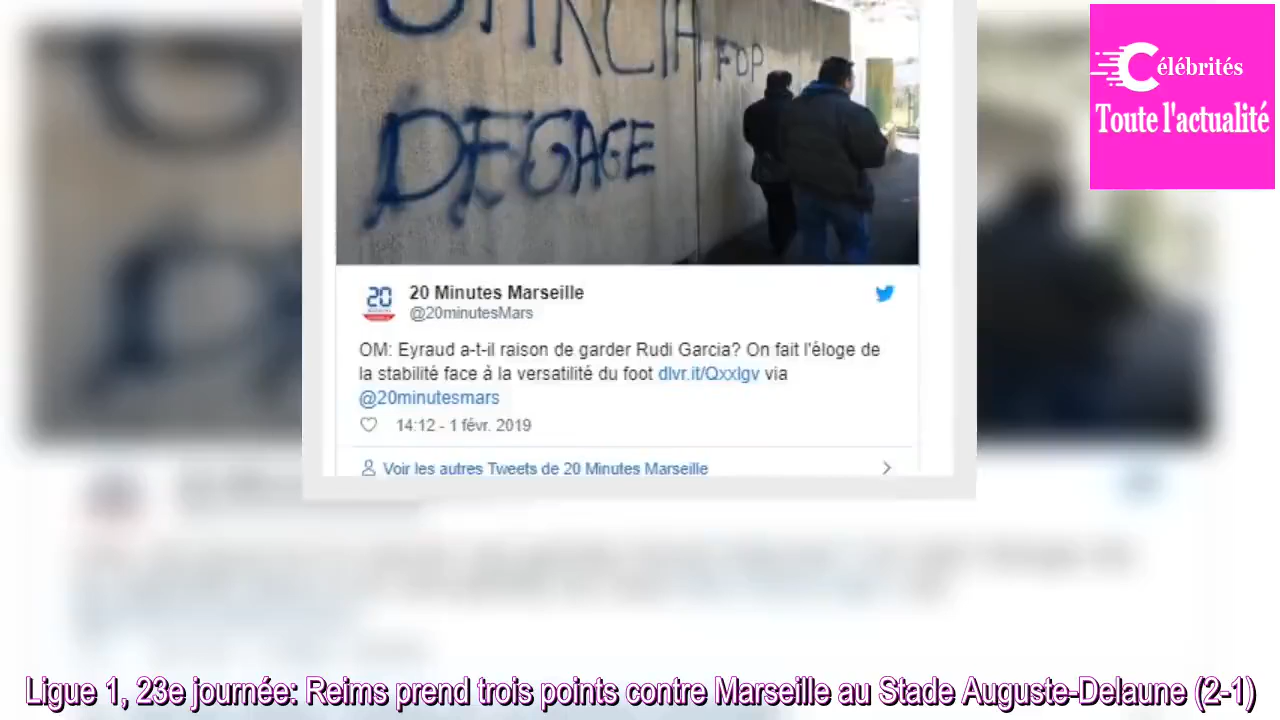 GARCIA FDP
DEGAGE
Célébrités
Toute l'actualité
20
20 Minutes Marseille
@20minutesMars
OM: Eyraud a-t-il raison de garder Rudi Garcia? On fait l'éloge de
la stabilité face à la versatilité du foot dlvr.it/QxxIgv via
@20minutesmars
14:12 - 1 févr. 2019
Voir les autres Tweets de 20 Minutes Marseille
Ligue 1, 23e journée: Reims prend trois points contre Marseille au Stade Auguste-Delaune (2-1)